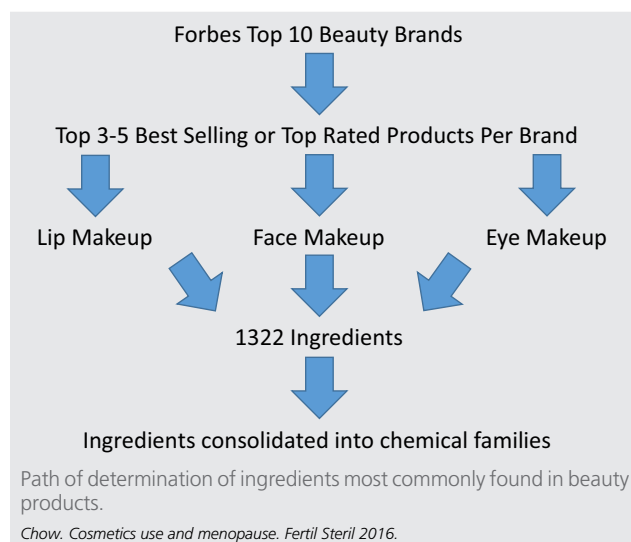 Forbes Top 10 Beauty Brands
Top 3-5 Best Selling or Top Rated Products Per Brand
Lip Makeup
Face Makeup
Eye Makeup
1322 Ingredients
Ingredients consolidated into chemical families
Path of determination of ingredients most commonly found in beauty
products.
Chow. Cosmetics use and menopause. Fertil Steril 2016.